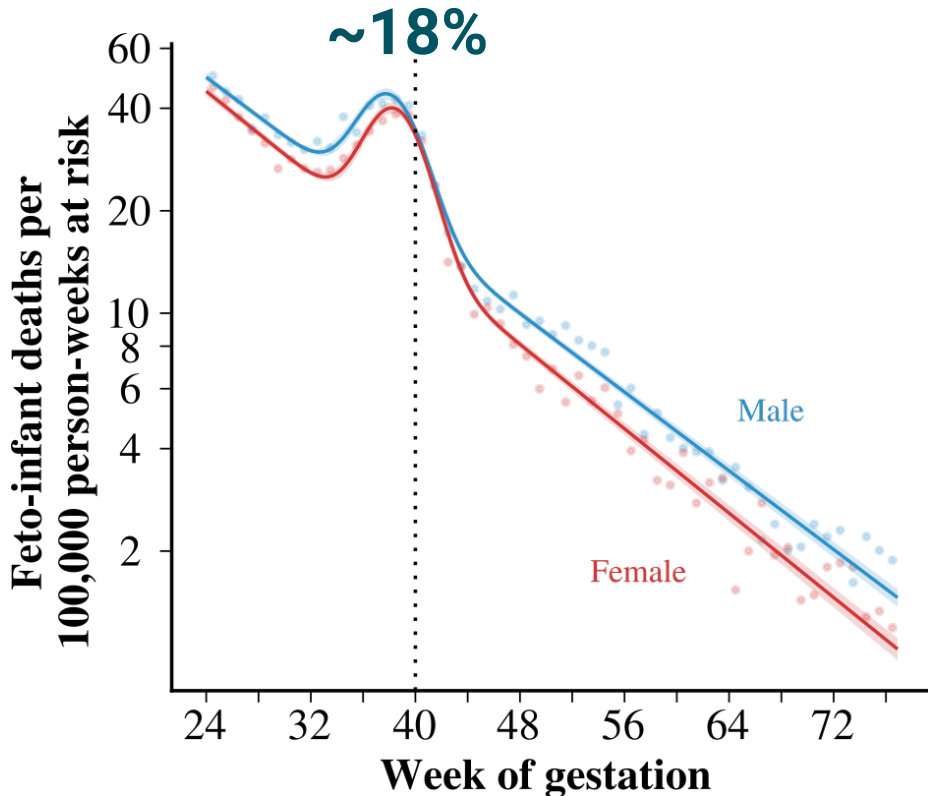 ~18%
Feto-infant deaths per
100,000 person-weeks at risk
60
40
20
10
8
6
4
2
Male
Female
24 32 40 48 56 64 72
Week of gestation